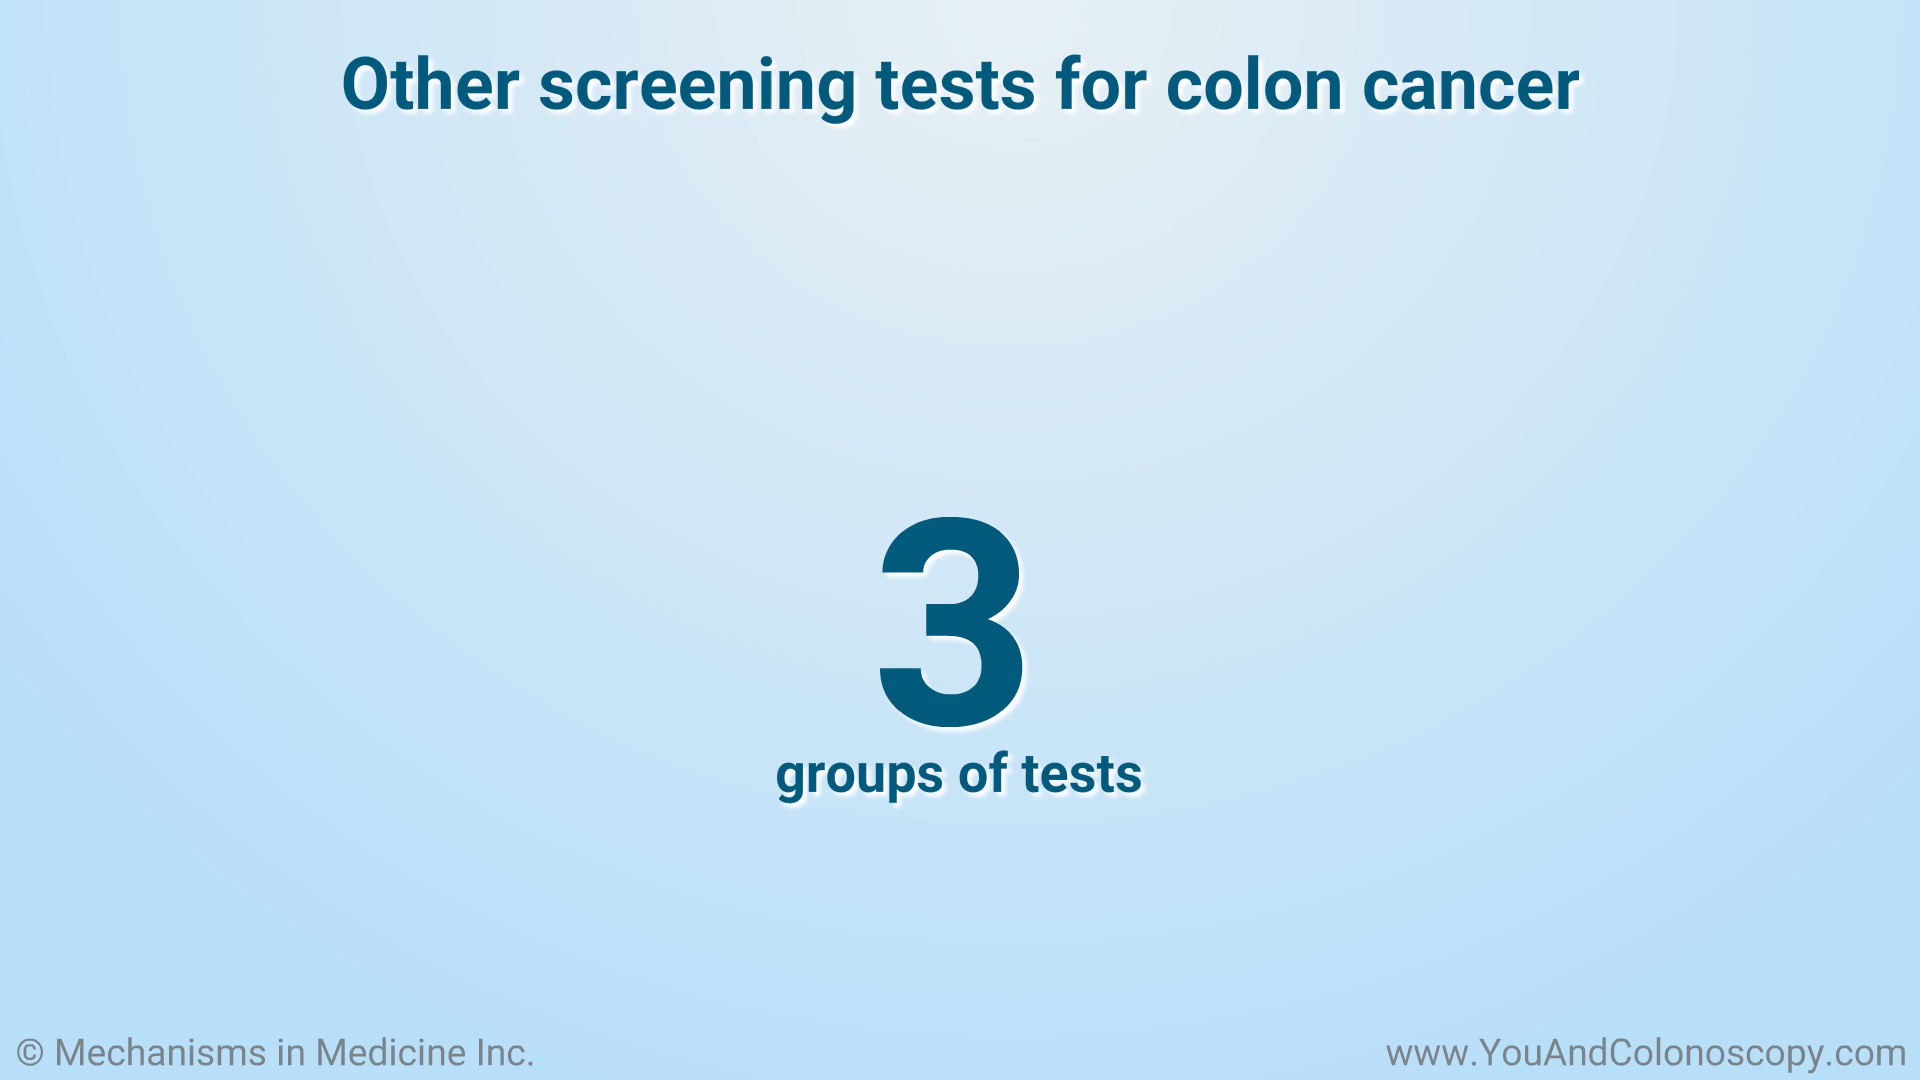 Other screening tests for colon cancer
3
groups of tests
© Mechanisms in Medicine Inc.
www.YouAndColonoscopy.com